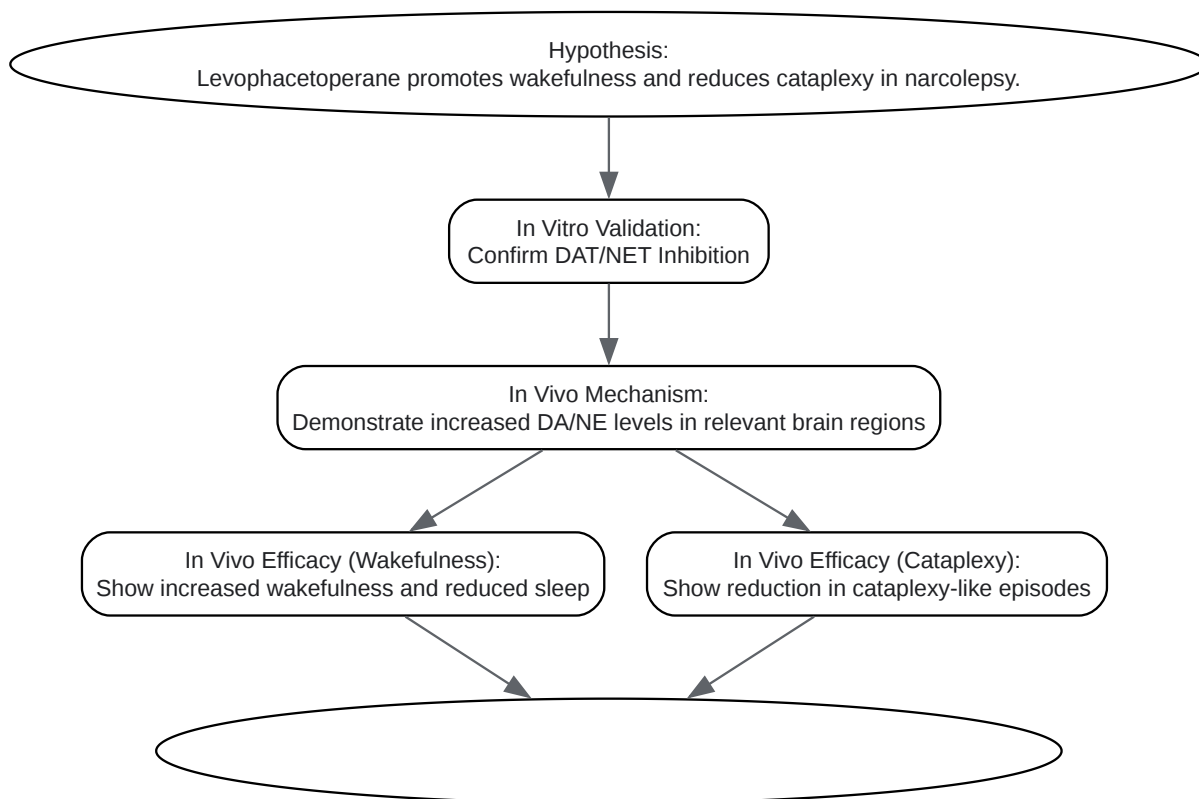 Hypothesis:
Levophacetoperane promotes wakefulness and reduces cataplexy in narcolepsy.
In Vitro Validation:
Confirm DAT/NET Inhibition
In Vivo Mechanism:
Demonstrate increased DA/NE levels in relevant brain regions
In Vivo Efficacy (Wakefulness):
Show increased wakefulness and reduced sleep
In Vivo Efficacy (Cataplexy):
Show reduction in cataplexy-like episodes